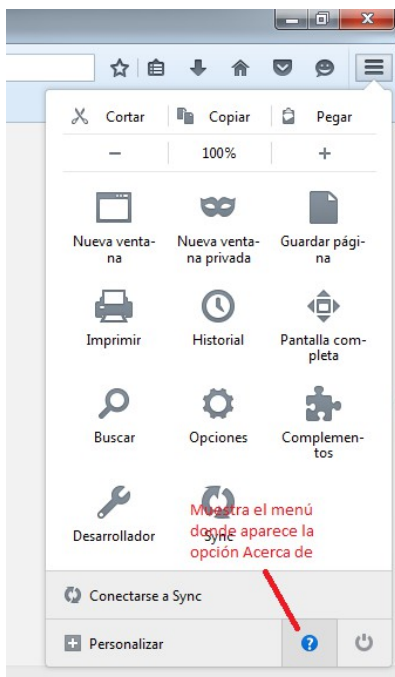 Cortar Copiar Pegar
− 100% +
Nueva venta- Nueva venta- Guardar pági-
na na privada na
Imprimir Historial Pantalla com-
pleta
Buscar Opciones Complemen-
tos
Desarrollador Sync
Muestra el menú
donde aparece la
opción Acerca de
Conectarse a Sync
Personalizar ?